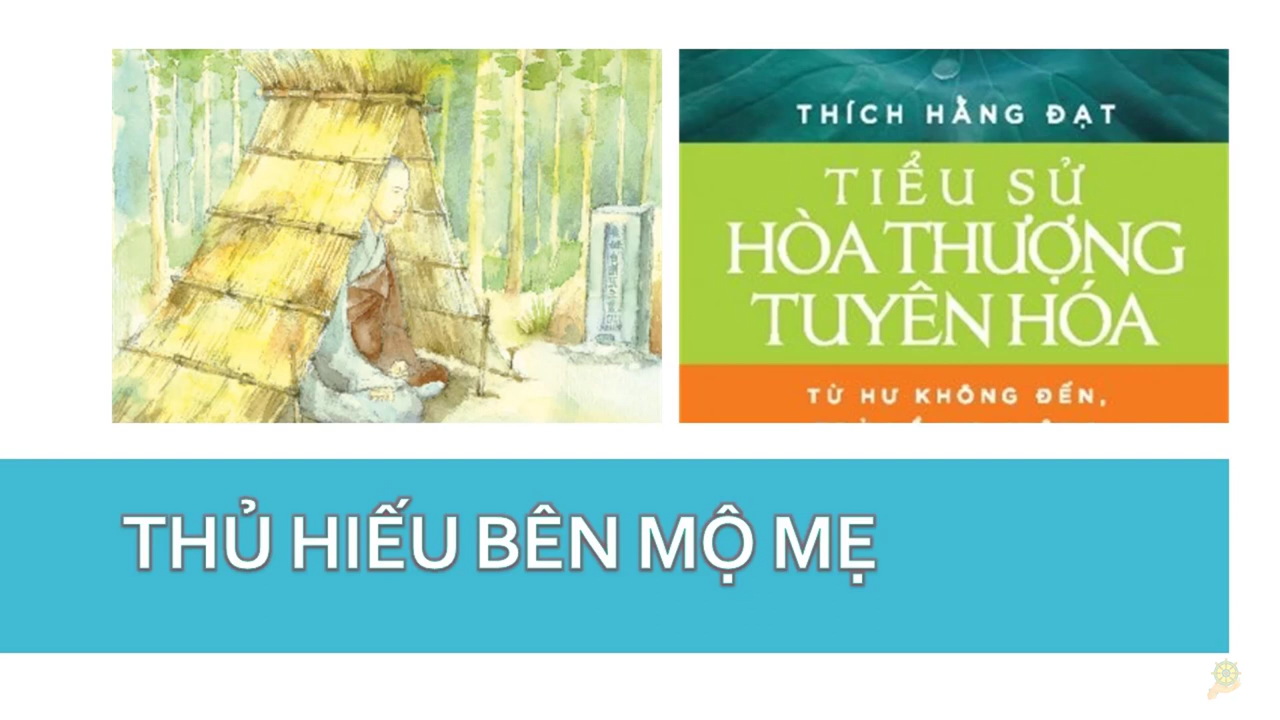 THÍCH HẰNG ĐẠT
TIỂU SỬ
HÒA THƯỢNG
TUYÊN HÓA
TỪ HƯ KHÔNG ĐẾN,
THỦ HIẾU BÊN MỘ MẸ